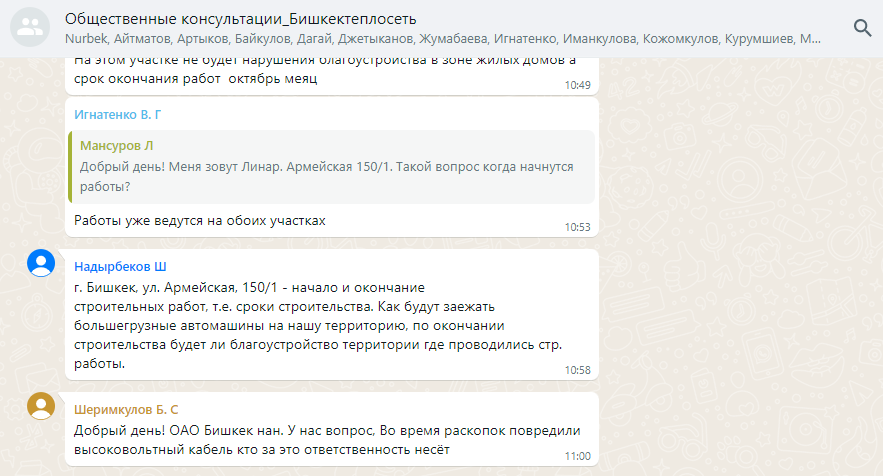 Общественные консультации_Бишкектеплосеть
Nurbek, Айтматов, Артыков, Байкулов, Дагай, Джетыканов, Жумабаева, Игнатенко, Иманкулова, Кожомкулов, Курумшиев, М...
На этом участке не будет нарушения благоустройства в зоне жилых домов а
срок окончания работ октябрь меяц
10:49
Игнатенко В. Г
Мансуров Л
Добрый день! Меня зовут Линар. Армейская 150/1. Такой вопрос когда начнутся
работы?
Работы уже ведутся на обоих участках
10:53
Надырбеков Ш
г. Бишкек, ул. Армейская, 150/1 - начало и окончание
строительных работ, т.е. сроки строительства. Как будут заежать
большегрузные автомашины на нашу территорию, по окончании
строительства будет ли благоустройство территории где проводились стр.
работы.
10:58
Шеримкулов Б. С
Добрый день! ОАО Бишкек нан. У нас вопрос, Во время раскопок повредили
высоковольтный кабель кто за это ответственность несёт
11:00